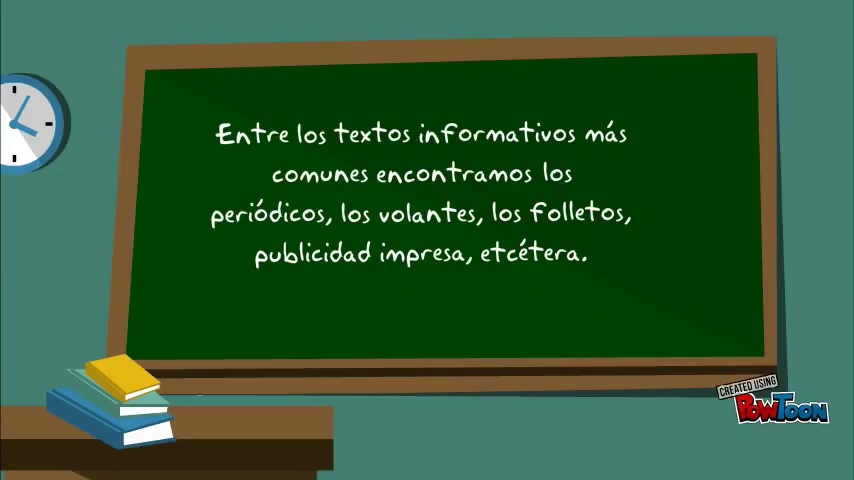 Entre los textos informativos más
comunes encontramos los
periódicos, los volantes, los folletos,
publicidad impresa, etcétera.
CREATED USING
POWTOON